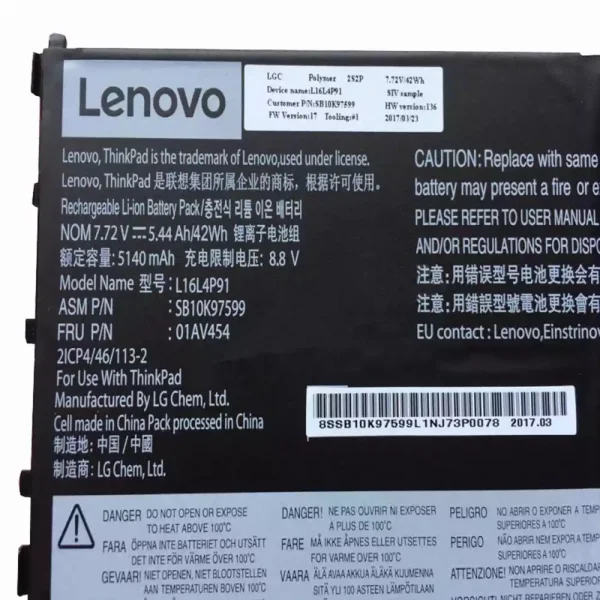 Lenovo
LGC Polymer 2S2P 7.72V/42Wh
Device name:L16L4P91 SIV sample
Customer P/N:SB10K97599 HW version:136
FW Version:17 Tooling:#1 2017/03/23
Lenovo, ThinkPad is the trademark of Lenovo,used under license.
Lenovo, ThinkPad 是联想集团所属企业的商标，根据许可使用。
Rechargeable Li-ion Battery Pack/충전식 리튬 이온 배터리
NOM 7.72 V⎓5.44 Ah/42Wh 锂离子电池组
额定容量: 5140 mAh 充电限制电压: 8.8 V
Model Name 型号: L16L4P91
ASM P/N : SB10K97599
FRU P/N : 01AV454
2ICP4/46/113-2
For Use With ThinkPad
Manufactured by LG Chem, Ltd.
Cell made in China Pack processed in China
制造地: 中国/中國
制造商: LG Chem, Ltd.
CAUTION: Replace with same
battery may present a fire or
PLEASE REFER TO USER MANUAL
AND/OR REGULATIONS FOR
注意: 用错误型号电池更换会有
注意: 用錯誤型號電池更換會有
EU contact : Lenovo,
8SSB10K97599L1NJ73P0078 2017.03
DANGER DO NOT OPEN OR EXPOSE
TO HEAT ABOVE 100°C
FARA ÖPPNA INTE BATTERIET OCH UTSÄTT
DET INTE FÖR VÄRME ÖVER 100°C
GEVAAR! NIET OPENEN, NIET BLOOTSTELLEN
AAN TEMPERATUREN BOVEN 100°C
DANGER! NE PAS OUVRIR NI EXPOSER
A PLUS DE 100°C
FARE MÅ IKKE ÅPNES ELLER UTSETTES
FOR VARME OVER 100°C
VAARA ÄLÄ AVAA AKKUA ÄLÄKÄ KUUMENNA
SITÄ YLI 100°C
PELIGRO NO ABRIR O EXPONER A
SUPERIORES A 100°C
PERIGO NÃO ABRIR NEM EXPOR A
SUPERIORES A 100°C
ATTENZIONE! NON APRIRE O
TEMPERATURA
VORSICHT!